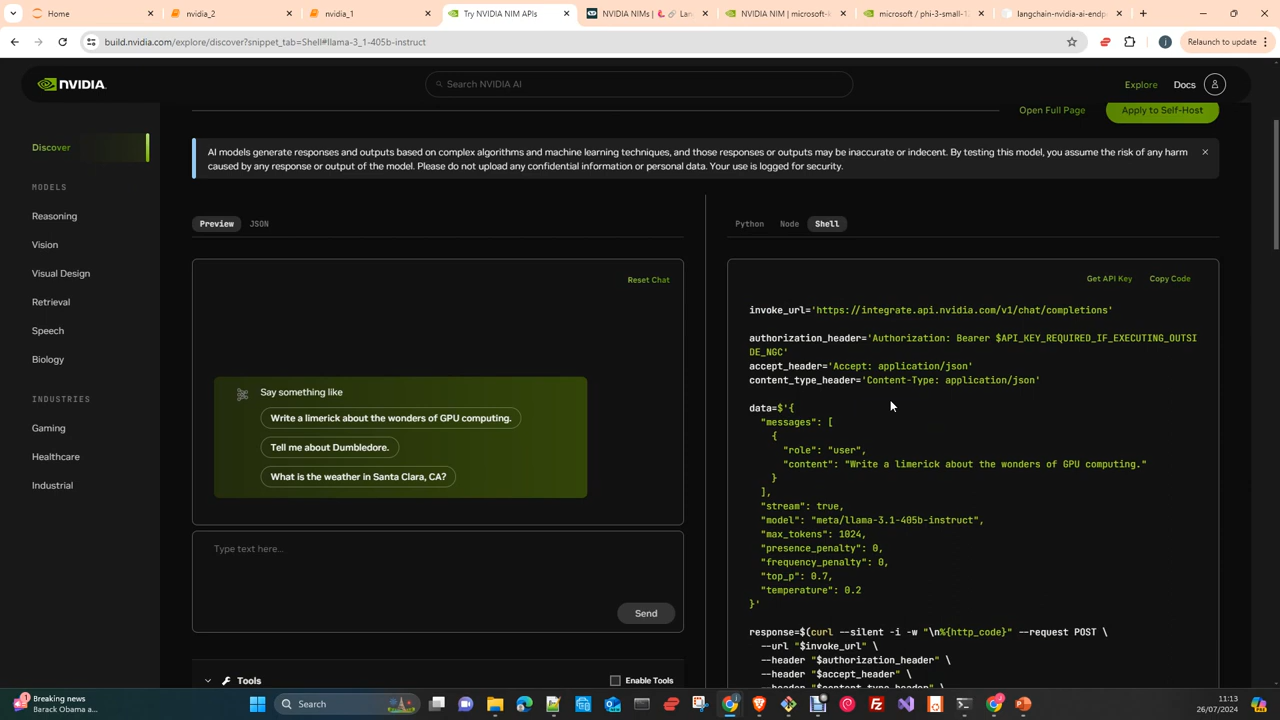 Home
nvidia_2
nvidia_1
Try NVIDIA NIM APIs
NVIDIA NIMs |
NVIDIA NIM | microsoft-
microsoft / phi-3-small-
langchain-nvidia-ai-endp
build.nvidia.com/explore/discover?snippet_tab=Shell#llama-3_1-405b-instruct
Relaunch to update
NVIDIA.
Search NVIDIA AI
Explore
Docs
Open Full Page
Apply to Self-Host
Discover
MODELS
Reasoning
Vision
Visual Design
Retrieval
Speech
Biology
INDUSTRIES
Gaming
Healthcare
Industrial
AI models generate responses and outputs based on complex algorithms and machine learning techniques, and those responses or outputs may be inaccurate or indecent. By testing this model, you assume the risk of any harm
caused by any response or output of the model. Please do not upload any confidential information or personal data. Your use is logged for security.
Preview
JSON
Reset Chat
Say something like
Write a limerick about the wonders of GPU computing.
Tell me about Dumbledore.
What is the weather in Santa Clara, CA?
Type text here...
Send
Tools
Enable Tools
Python
Node
Shell
Get API Key
Copy Code
invoke_url='https://integrate.api.nvidia.com/v1/chat/completions'
authorization_header='Authorization: Bearer $API_KEY_REQUIRED_IF_EXECUTING_OUTSI
DE_NGC'
accept_header='Accept: application/json'
content_type_header='Content-Type: application/json'
data=$'{
"messages": [
{
"role": "user",
"content": "Write a limerick about the wonders of GPU computing."
}
],
"stream": true,
"model": "meta/llama-3.1-405b-instruct",
"max_tokens": 1024,
"presence_penalty": 0,
"frequency_penalty": 0,
"top_p": 0.7,
"temperature": 0.2
}'
response=$(curl --silent -i -w "\n%{http_code}" --request POST \
--url "$invoke_url" \
--header "$authorization_header" \
--header "$accept_header" \
--header "$content_type_header" \
Breaking news
Barack Obama a...
Search
11:13
26/07/2024